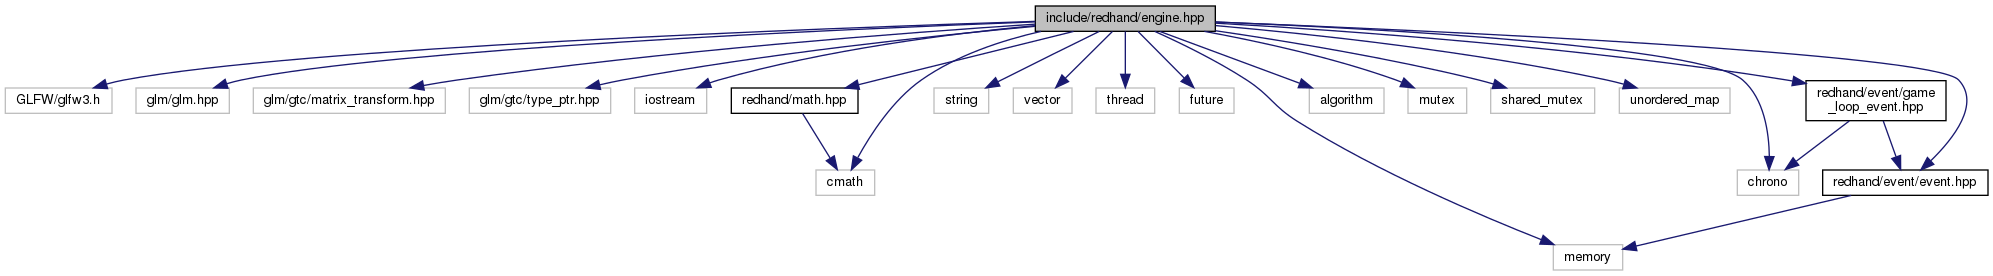 include/redhand/engine.hpp
GLFW/glfw3.h
glm/glm.hpp
glm/gtc/matrix_transform.hpp
glm/gtc/type_ptr.hpp
iostream
redhand/math.hpp
string
vector
thread
future
algorithm
mutex
shared_mutex
unordered_map
redhand/event/game
_loop_event.hpp
cmath
chrono
redhand/event/event.hpp
memory